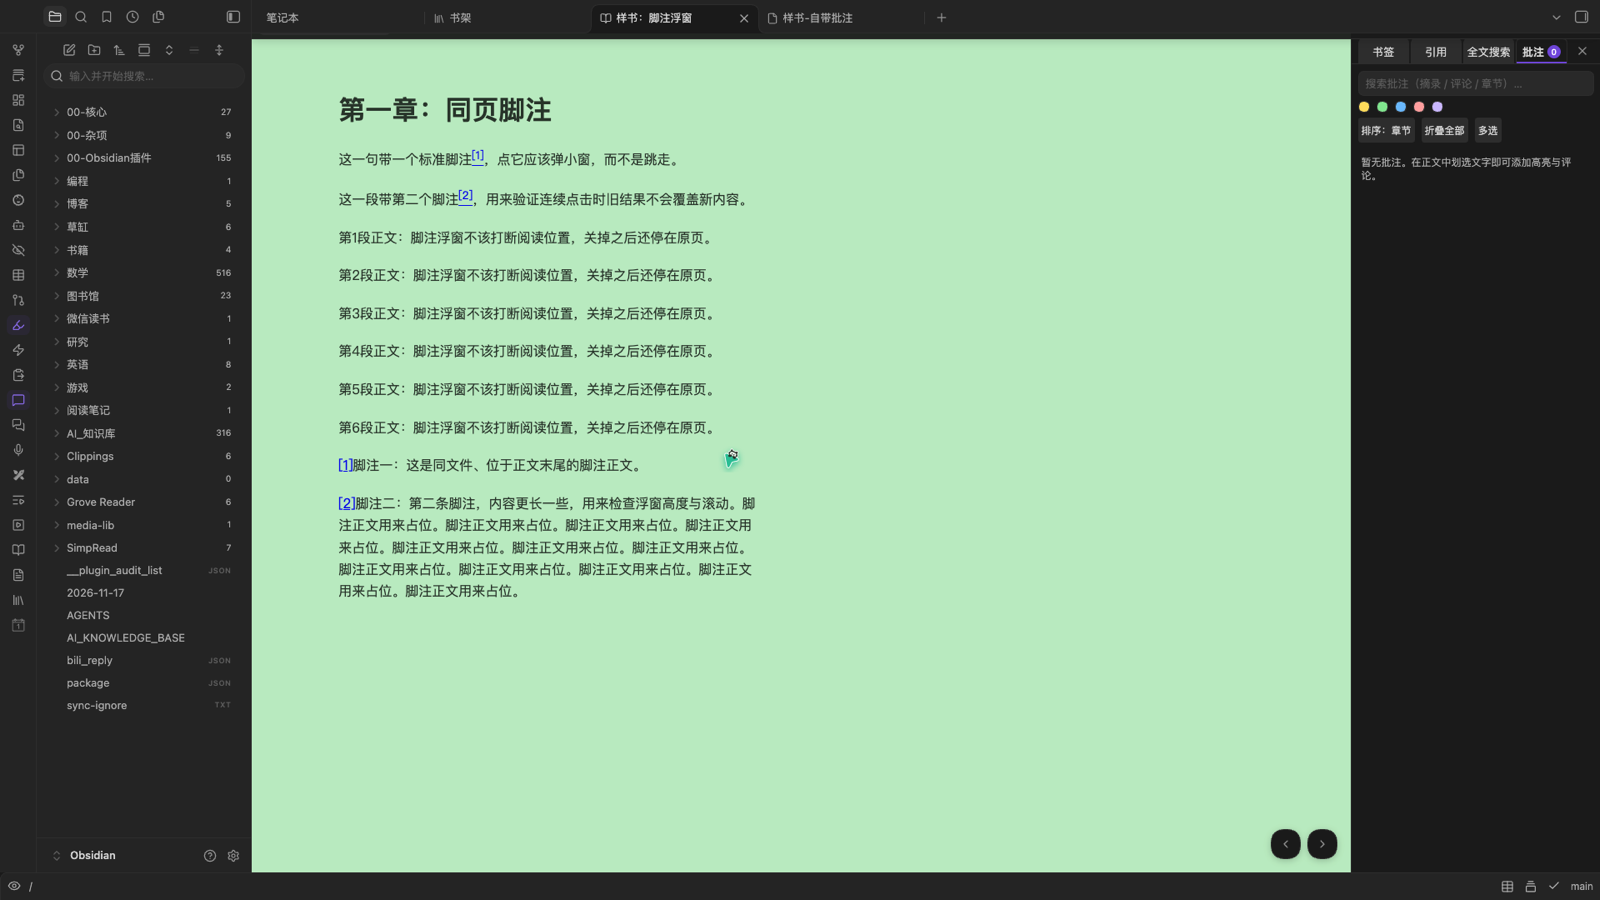 笔记本
书架
样书：脚注浮窗
样书-自带批注
输入并开始搜索...
00-核心 27
00-杂项 9
00-Obsidian插件 155
编程 1
博客 5
草缸 6
书籍 4
数学 516
图书馆 23
微信读书 1
研究 1
英语 8
游戏 2
阅读笔记 1
AI_知识库 316
Clippings 6
data 0
Grove Reader 6
media-lib 1
SimpRead 7
__plugin_audit_list JSON
2026-11-17
AGENTS
AI_KNOWLEDGE_BASE
bili_reply JSON
package JSON
sync-ignore TXT
Obsidian
第一章：同页脚注
这一句带一个标准脚注[1]，点它应该弹小窗，而不是跳走。
这一段带第二个脚注[2]，用来验证连续点击时旧结果不会覆盖新内容。
第1段正文：脚注浮窗不该打断阅读位置，关掉之后还停在原页。
第2段正文：脚注浮窗不该打断阅读位置，关掉之后还停在原页。
第3段正文：脚注浮窗不该打断阅读位置，关掉之后还停在原页。
第4段正文：脚注浮窗不该打断阅读位置，关掉之后还停在原页。
第5段正文：脚注浮窗不该打断阅读位置，关掉之后还停在原页。
第6段正文：脚注浮窗不该打断阅读位置，关掉之后还停在原页。
[1]脚注一：这是同文件、位于正文末尾的脚注正文。
[2]脚注二：第二条脚注，内容更长一些，用来检查浮窗高度与滚动。脚
注正文用来占位。脚注正文用来占位。脚注正文用来占位。脚注正文用
来占位。脚注正文用来占位。脚注正文用来占位。脚注正文用来占位。
脚注正文用来占位。脚注正文用来占位。脚注正文用来占位。脚注正文
用来占位。脚注正文用来占位。
书签 引用 全文搜索 批注 0
搜索批注（摘录 / 评论 / 章节）...
排序：章节 折叠全部 多选
暂无批注。在正文中划选文字即可添加高亮与评
论。
/
main